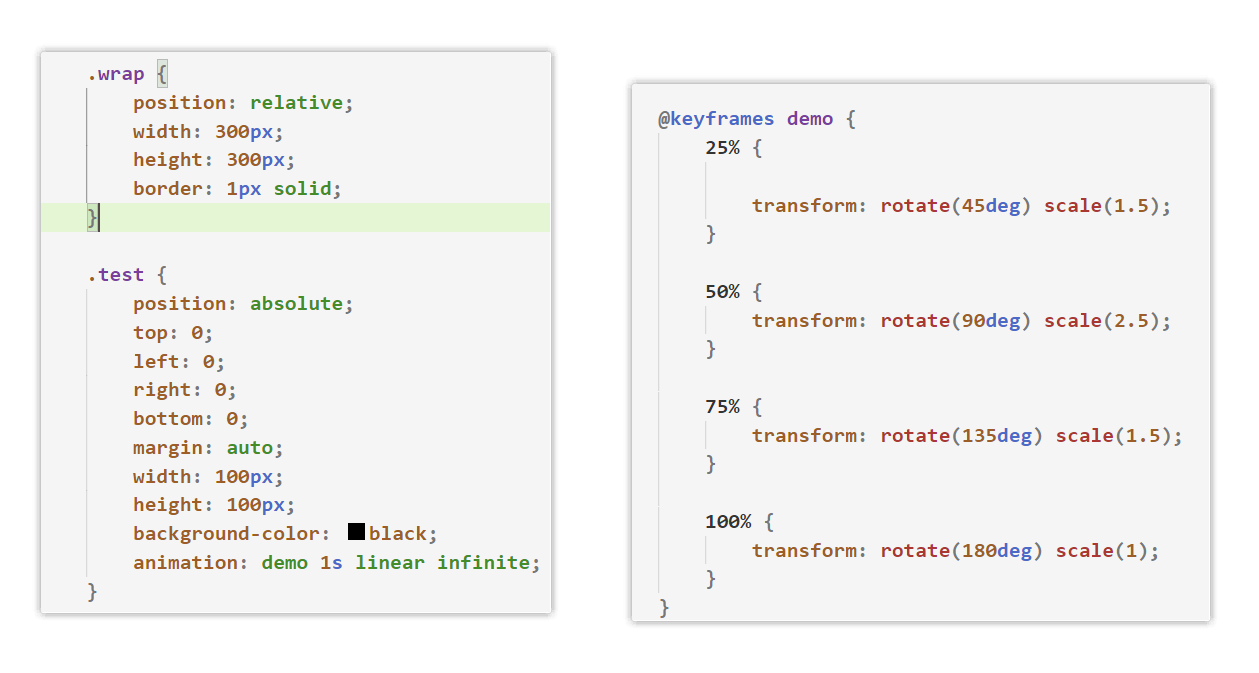 .wrap {
position: relative;
width: 300px;
height: 300px;
border: 1px solid;
}
.test {
position: absolute;
top: 0;
left: 0;
right: 0;
bottom: 0;
margin: auto;
width: 100px;
height: 100px;
background-color: black;
animation: demo 1s linear infinite;
}
@keyframes demo {
25% {
transform: rotate(45deg) scale(1.5);
}
50% {
transform: rotate(90deg) scale(2.5);
}
75% {
transform: rotate(135deg) scale(1.5);
}
100% {
transform: rotate(180deg) scale(1);
}
}